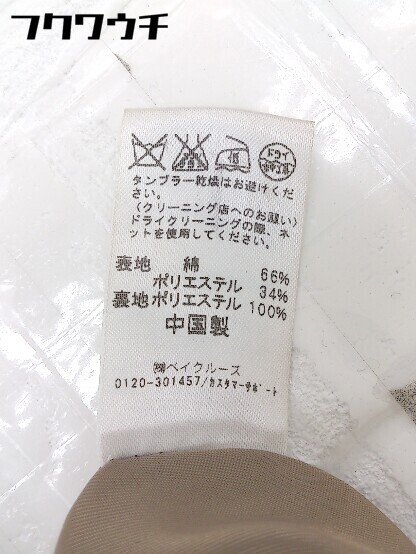 フクワウチ
ドライ
タンブラー乾燥はお避けくだ
さい。
〈クリーニング店へのお願い〉
ドライクリーニングの際、ネ
ットを使用してください。
表地 綿 66%
ポリエステル 34%
裏地ポリエステル 100%
中国製
㈱ベイクルーズ
0120-301457/カスタマーサポート